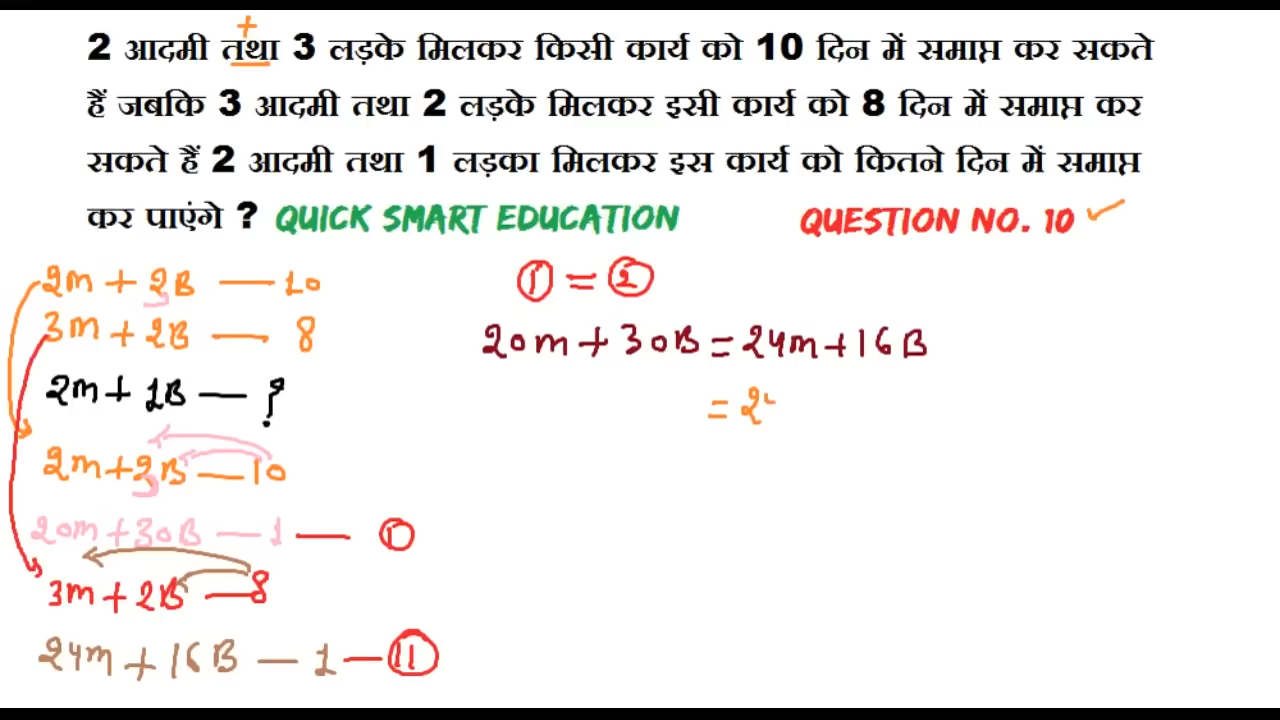 2 आदमी तथा 3 लड़के मिलकर किसी कार्य को 10 दिन में समाप्त कर सकते
हैं जबकि 3 आदमी तथा 2 लड़के मिलकर इसी कार्य को 8 दिन में समाप्त कर
सकते हैं 2 आदमी तथा 1 लड़का मिलकर इस कार्य को कितने दिन में समाप्त
कर पाएंगे ? QUICK SMART EDUCATION QUESTION NO. 10
2m + 3B — 10
3m + 2B — 8
2m + 1B — ?
2m + 3B — 10
20m + 30B — 1 — ①
3m + 2B — 8
24m + 16B — 1 — ⑪
① = ②
20m + 30B = 24m + 16B
= 2